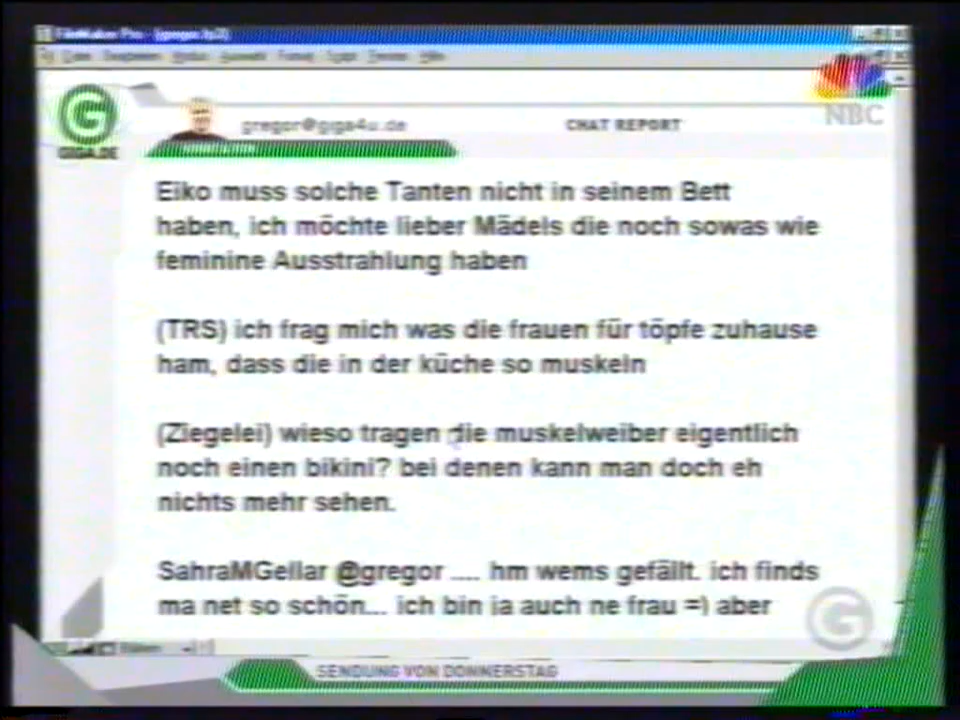 FileMaker Pro - [gregor.fp3]
GIGA.DE
gregor@giga4u.de
CHAT REPORT
NBC
Eiko muss solche Tanten nicht in seinem Bett
haben, ich möchte lieber Mädels die noch sowas wie
feminine Ausstrahlung haben
(TRS) ich frag mich was die frauen für töpfe zuhause
ham, dass die in der küche so muskeln
(Ziegelei) wieso tragen die muskelweiber eigentlich
noch einen bikini? bei denen kann man doch eh
nichts mehr sehen.
SahraMGellar @gregor .... hm wems gefällt. ich finds
ma net so schön... ich bin ja auch ne frau =) aber
SENDUNG VON DONNERSTAG